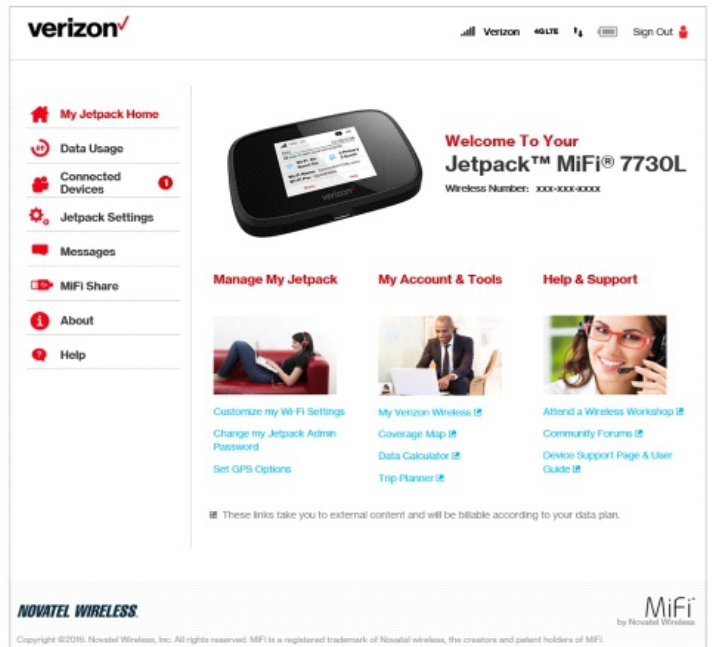 verizon
Verizon 4G LTE Sign Out
My Jetpack Home
Data Usage
Connected
Devices 1
Jetpack Settings
Messages
MiFi Share
About
Help
Welcome To Your
Jetpack™ MiFi® 7730L
Wireless Number: xxx-xxx-xxxx
verizon
Manage My Jetpack
Customize my Wi-Fi Settings
Change my Jetpack Admin
Password
Set GPS Options
My Account & Tools
My Verizon Wireless
Coverage Map
Data Calculator
Trip Planner
Help & Support
Attend a Wireless Workshop
Community Forums
Device Support Page & User
Guide
These links take you to external content and will be billable according to your data plan.
NOVATEL WIRELESS.
MiFi
by Novatel Wireless
Copyright ©2016. Novatel Wireless, Inc. All rights reserved. MiFi is a registered trademark of Novatel wireless, the creators and patent holders of MiFi.